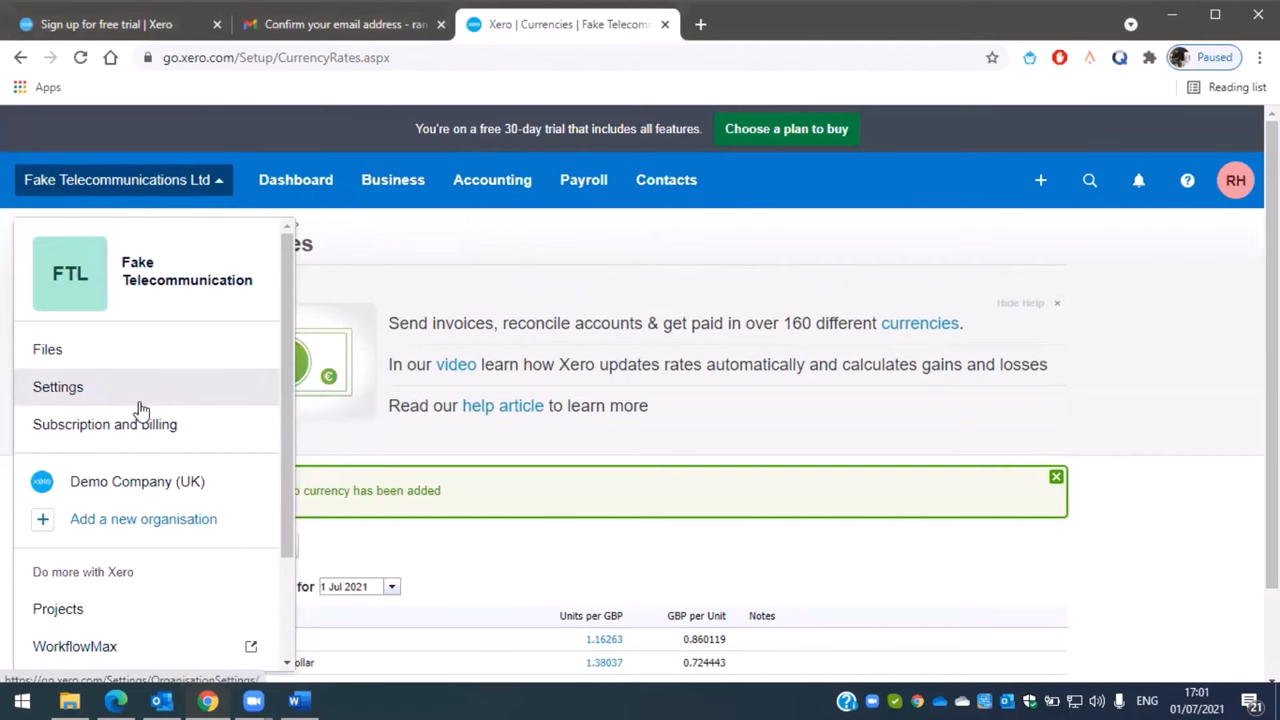 Sign up for free trial | Xero
Confirm your email address - ran
Xero | Currencies | Fake Telecomm
go.xero.com/Setup/CurrencyRates.aspx
Paused
Apps
Reading list
You're on a free 30-day trial that includes all features.
Choose a plan to buy
Fake Telecommunications Ltd
Dashboard
Business
Accounting
Payroll
Contacts
RH
FTL
Fake
Telecommunication
es
Hide Help
Send invoices, reconcile accounts & get paid in over 160 different currencies.
In our video learn how Xero updates rates automatically and calculates gains and losses
Read our help article to learn more
Files
Settings
Subscription and billing
xero
Demo Company (UK)
Add a new organisation
o currency has been added
Do more with Xero
for
1 Jul 2021
Projects
Units per GBP
GBP per Unit
Notes
1.16263
0.860119
WorkflowMax
ollar
1.38037
0.724443
https://go.xero.com/Settings/OrganisationSettings/
ENG
17:01
01/07/2021
21